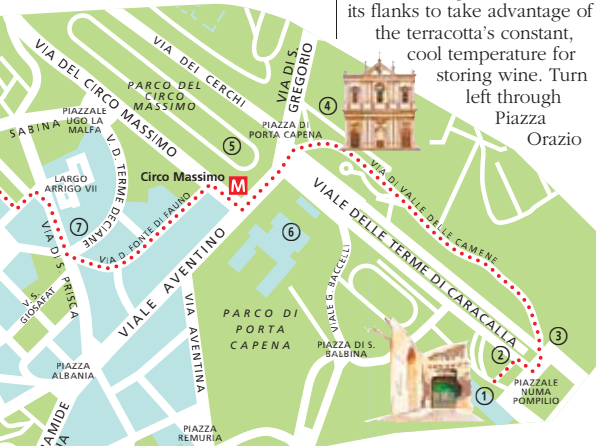 its flanks to take advantage of
the terracotta's constant,
cool temperature for
storing wine. Turn
left through
Piazza
Orazio
VIA DEL CIRCO MASSIMO
VIA DEI CERCHI
VIA DI S.
GREGORIO
PARCO DEL
CIRCO
MASSIMO
4
PIAZZALE
UGO LA
MALFA
SABINA
PIAZZA DI
PORTA CAPENA
5
V. D. TERME DECIANE
Circo Massimo
M
LARGO
ARRIGO VII
VIA DI VALLE DELLE CAMENE
VIALE DELLE TERME DI CARACALLA
7
VIA D. FONTE DI FAUNO
6
VIA DI S. PRISCA
VIALE AVENTINO
VIALE G. BACCELLI
V. S.
GIOSAFAT
VIA AVENTINA
PARCO DI
PORTA
CAPENA
3
PIAZZA DI S.
BALBINA
2
PIAZZA
ALBANIA
1
PIAZZALE
NUMA
POMPILIO
PIAZZA
REMURIA
AMIDE